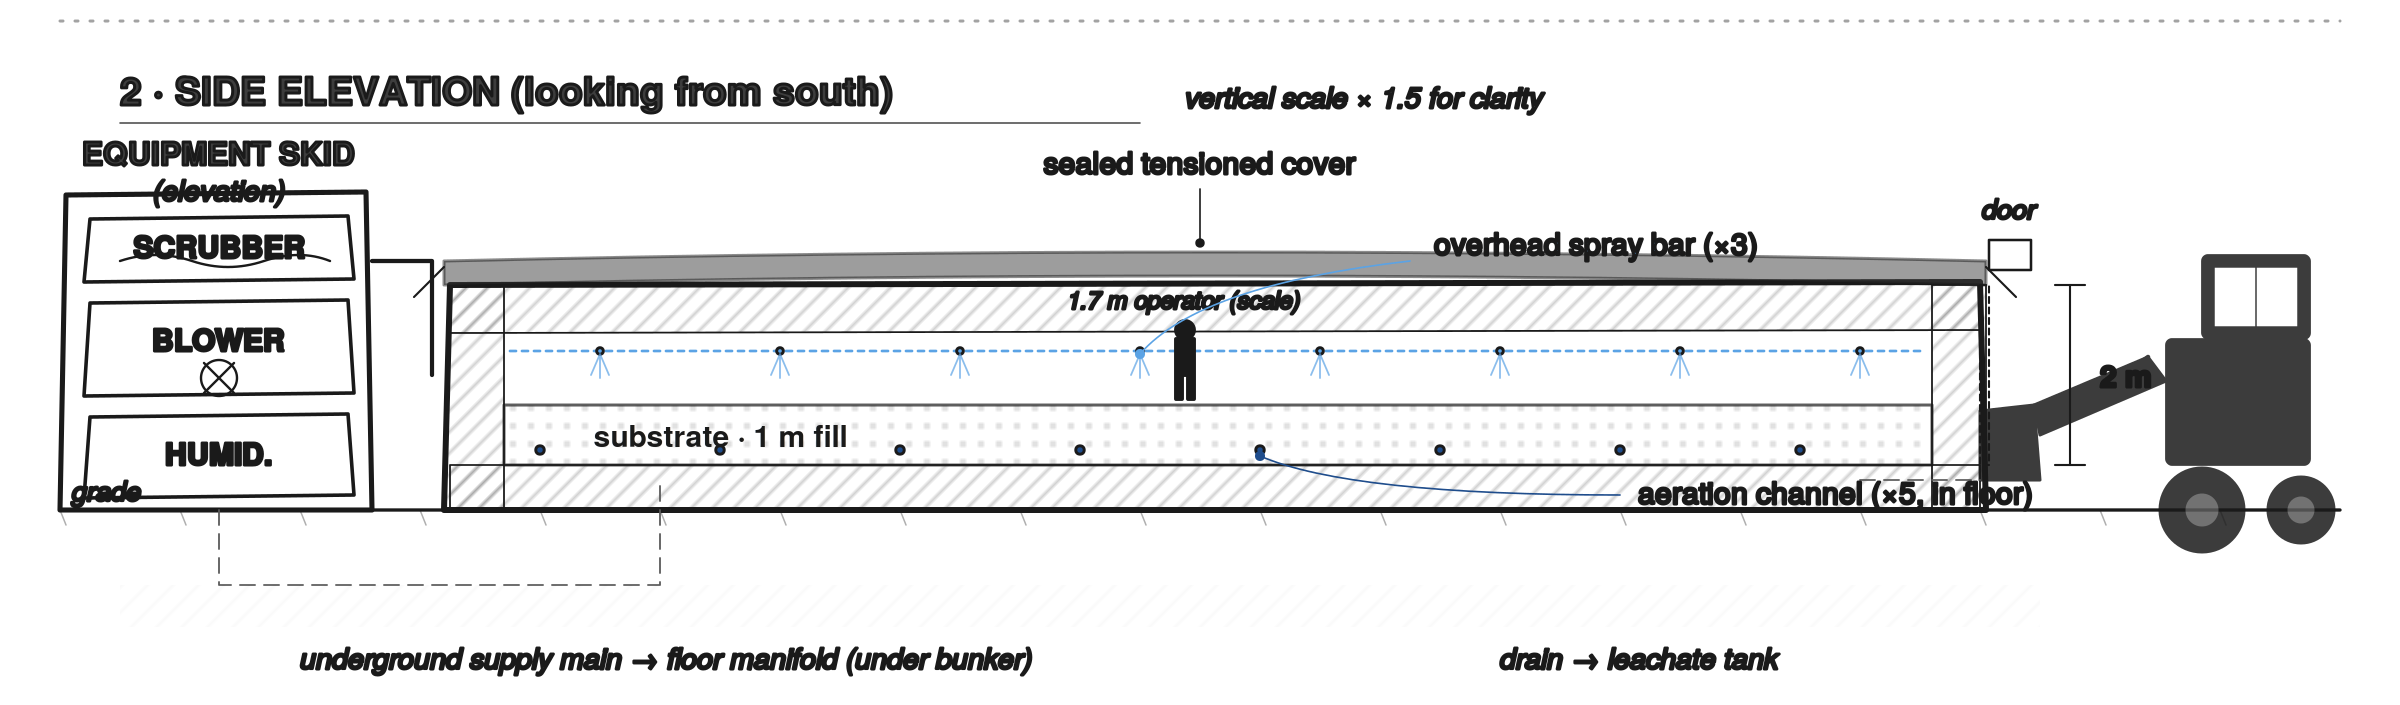 2 · SIDE ELEVATION (looking from south)
vertical scale × 1.5 for clarity
EQUIPMENT SKID
(elevation)
sealed tensioned cover
door
SCRUBBER
overhead spray bar (×3)
1.7 m operator (scale)
BLOWER
2 m
substrate · 1 m fill
HUMID.
grade
aeration channel (×5, in floor)
underground supply main → floor manifold (under bunker)
drain → leachate tank